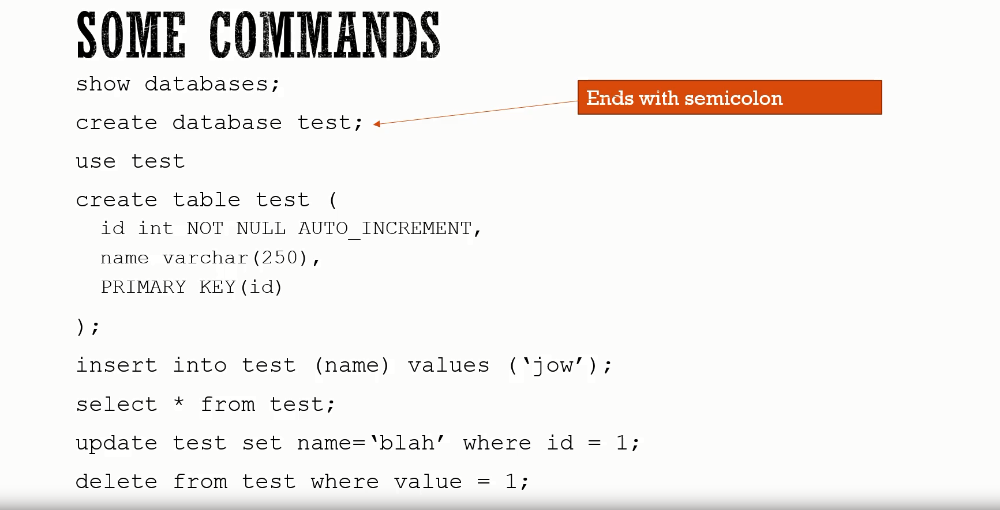 SOME COMMANDS
show databases;
Ends with semicolon
create database test;
use test
create table test (
id int NOT NULL AUTO_INCREMENT,
name varchar(250),
PRIMARY KEY(id)
);
insert into test (name) values (‘jow’);
select * from test;
update test set name=‘blah’ where id = 1;
delete from test where value = 1;